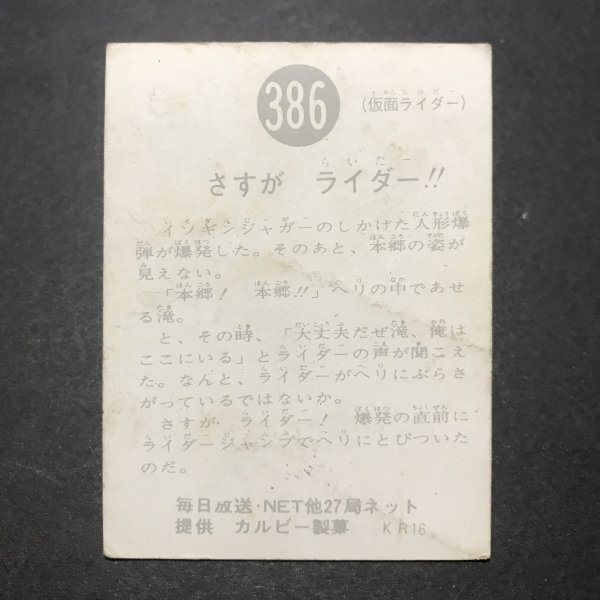 386
(仮面ライダー)
さすが ライダー!!
イソギンジャガーのしかけた人形爆
弾が爆発した。そのあと、本郷の姿が
見えない。
「本郷! 本郷!!」ヘリの中であせ
る滝。
と、その時、「大丈夫だぜ滝、俺は
ここにいる」とライダーの声が聞こえ
た。なんと、ライダーがヘリにぶらさ
がっているではないか。
さすが、ライダー! 爆発の直前に
ライダージャンプでヘリにとびついた
のだ。
毎日放送・NET他27局ネット
提供 カルビー製菓 KR16